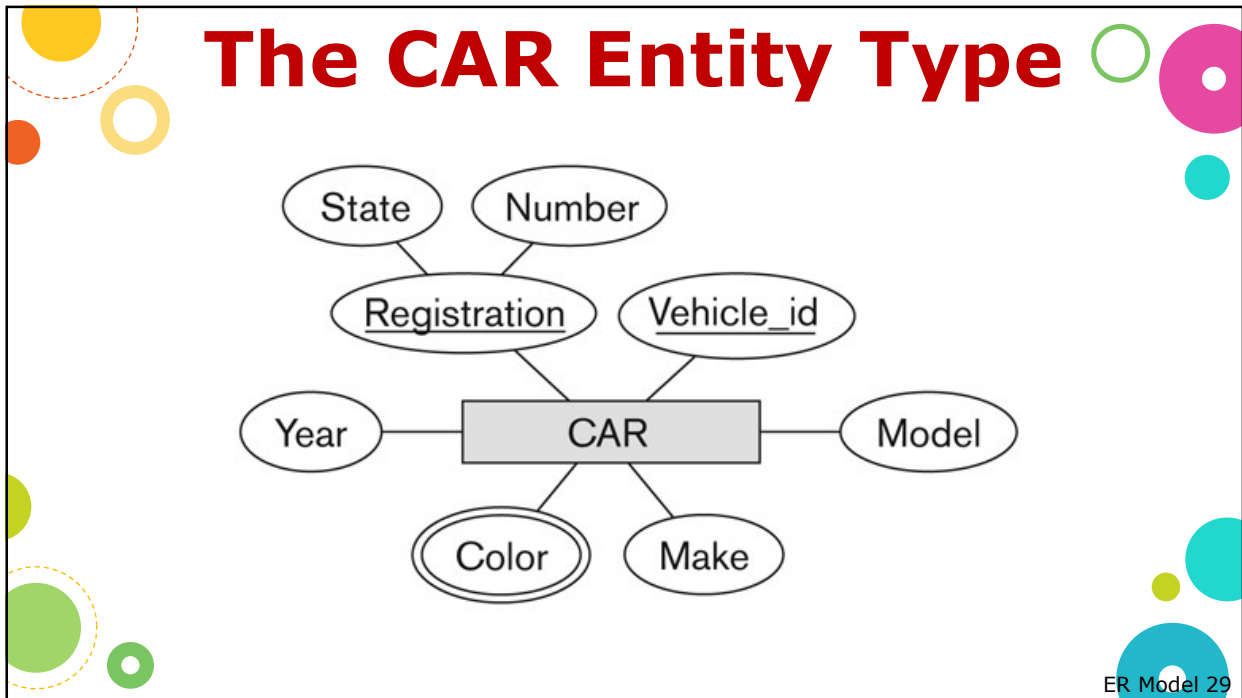 The CAR Entity Type
State
Number
Registration
Vehicle_id
Year
CAR
Model
Color
Make
ER Model 29